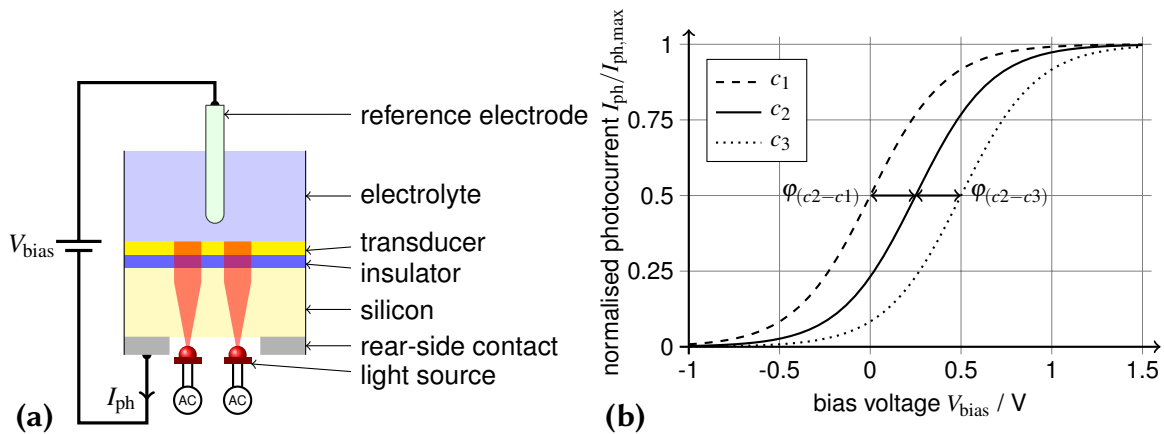 reference electrode
electrolyte
V_bias
transducer
insulator
silicon
rear-side contact
light source
I_ph
AC
AC
(a)
normalised photocurrent I_ph/I_ph,max
1
0.75
0.5
0.25
0
c_1
c_2
c_3
φ_(c2−c1)
φ_(c2−c3)
-1
-0.5
0
0.5
1
1.5
bias voltage V_bias / V
(b)